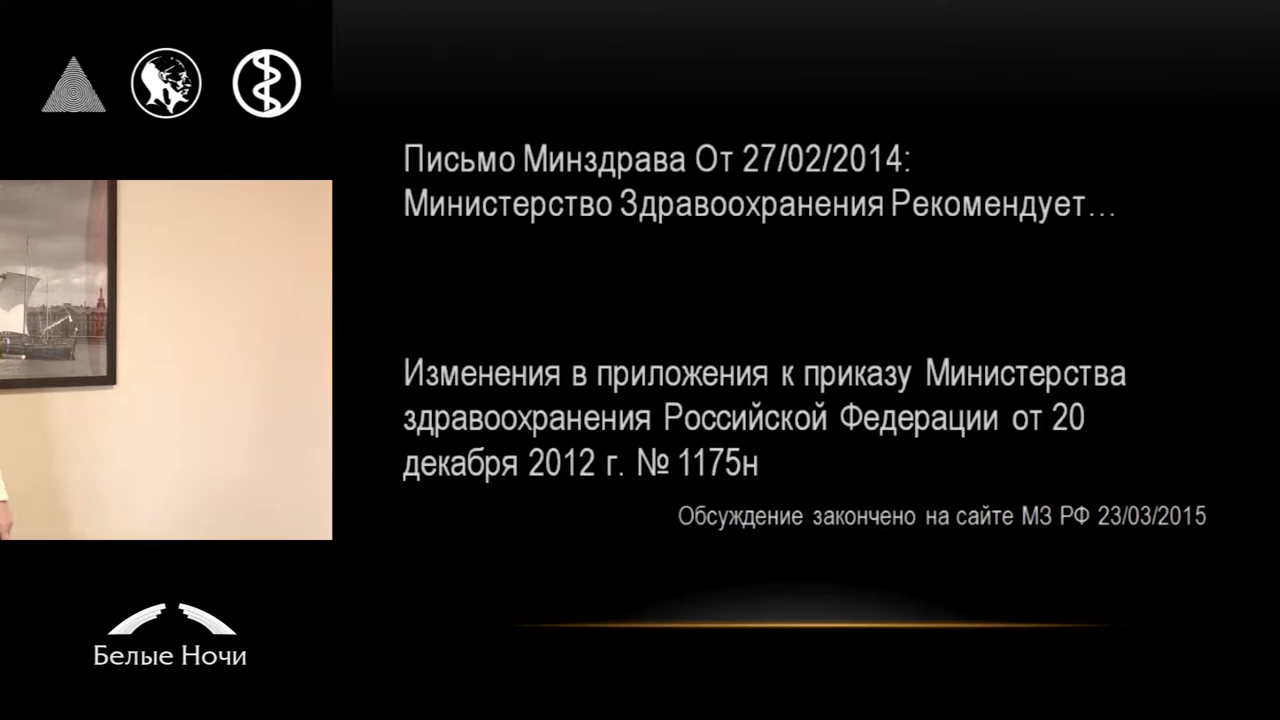 Письмо Минздрава От 27/02/2014:
Министерство Здравоохранения Рекомендует…
Изменения в приложения к приказу Министерства
здравоохранения Российской Федерации от 20
декабря 2012 г. № 1175н
Обсуждение закончено на сайте МЗ РФ 23/03/2015
Белые Ночи